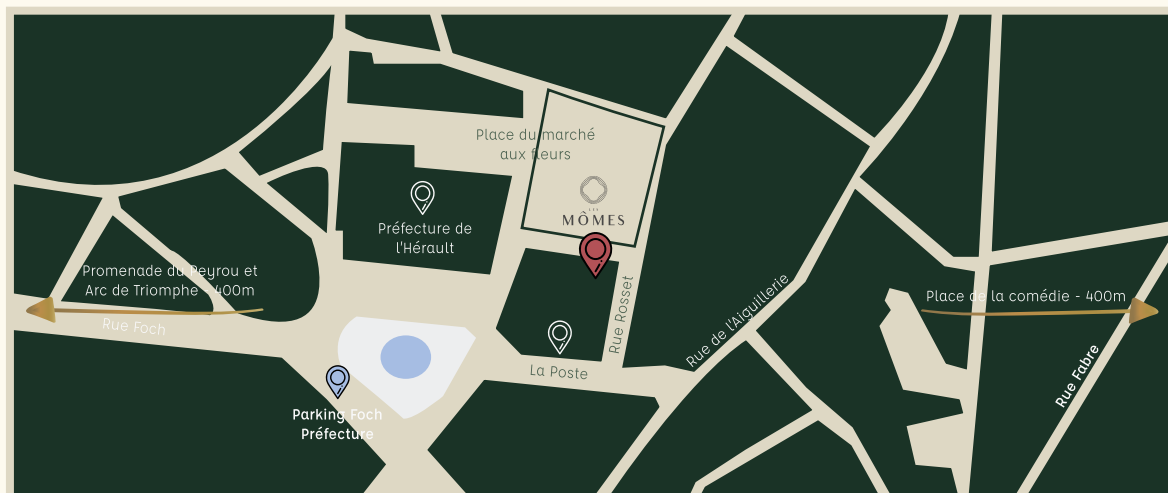 Place du marché
aux fleurs
LES
MÔMES
Préfecture de
l'Hérault
Promenade du Peyrou et
Arc de Triomphe - 400m
Rue Foch
Place de la comédie - 400m
Rue Rosset
Rue de l'Aiguillerie
La Poste
Rue Fabre
Parking Foch
Préfecture